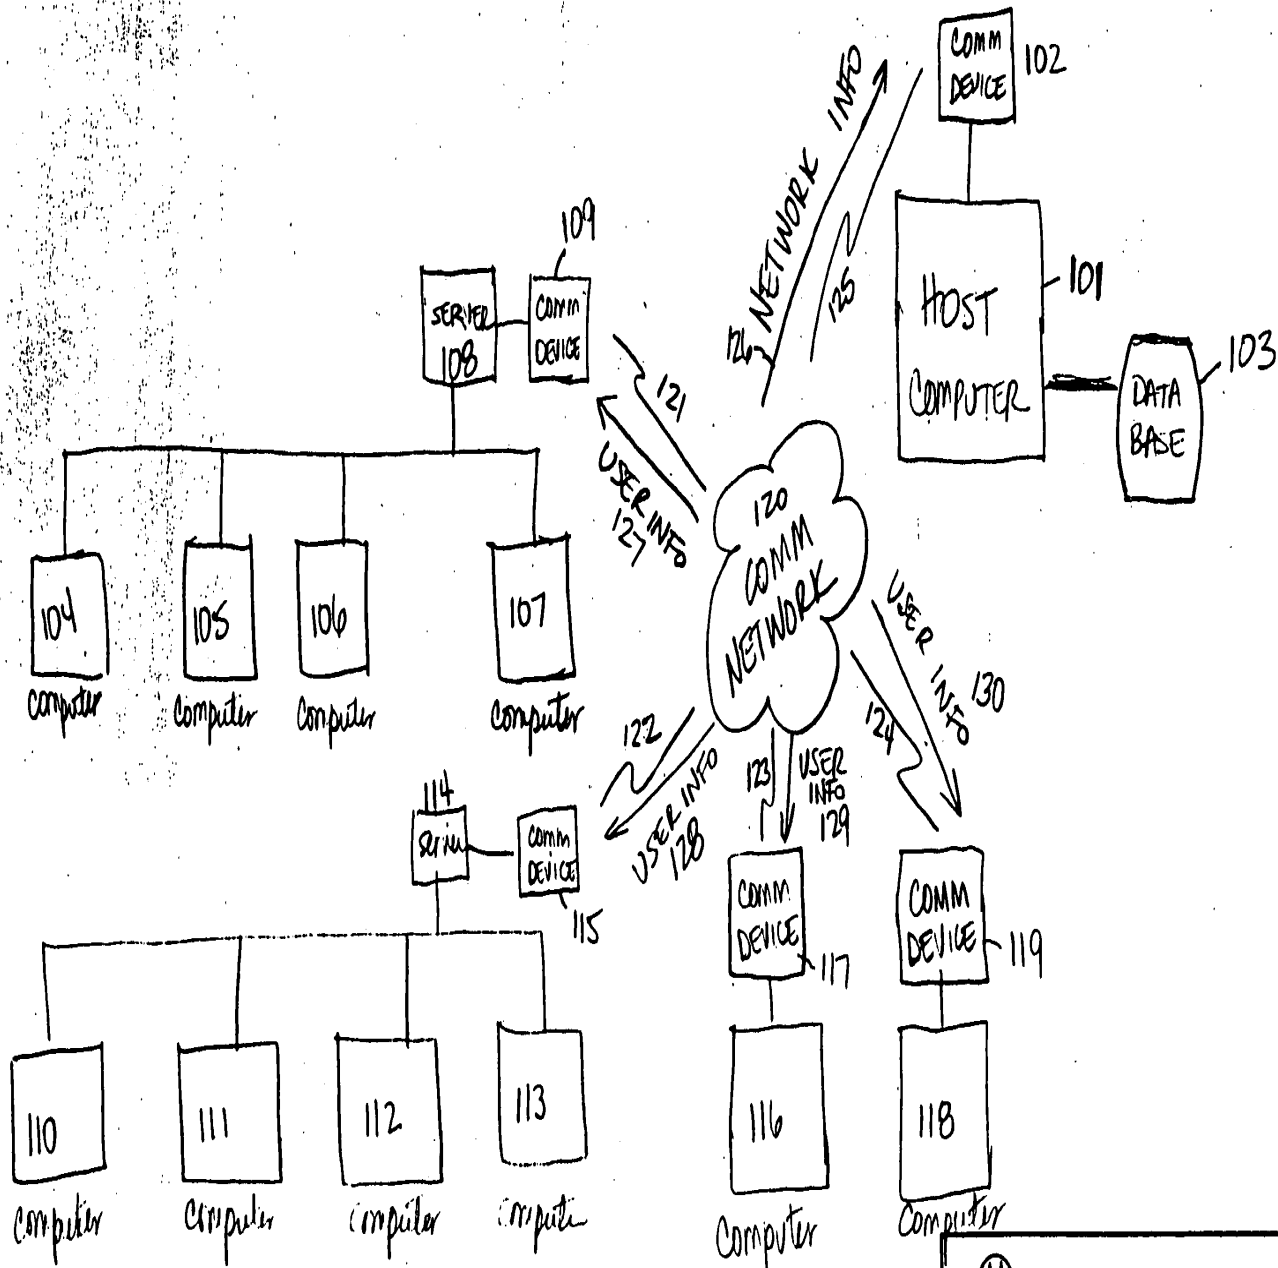 COMM
DEVICE
102
NETWORK INFO
126
125
HOST
COMPUTER
101
DATA
BASE
103
109
SERVER
108
COMM
DEVICE
121
USER INFO
127
104
105
106
107
Computer
Computer
Computer
Computer
120
COMM
NETWORK
USER INFO
130
124
122
USER INFO
128
123
USER
INFO
129
114
Server
COMM
DEVICE
115
COMM
DEVICE
117
COMM
DEVICE
119
110
111
112
113
116
118
Computer
Computer
Computer
Computer
Computer
Computer